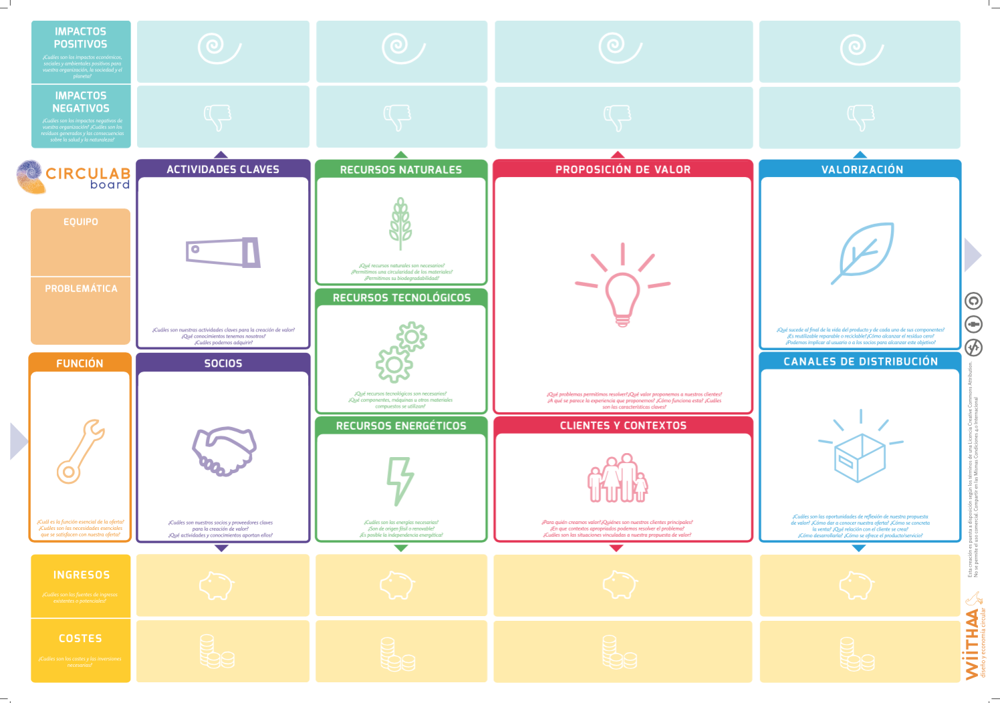 IMPACTOS
POSITIVOS
¿Cuáles son los impactos económicos,
sociales y ambientales positivos para
vuestra organización, la sociedad y el
planeta?
IMPACTOS
NEGATIVOS
¿Cuáles son los impactos negativos de
vuestra organización? ¿Cuáles son los
residuos generados y las consecuencias
sobre la salud y la naturaleza?
CIRCULAB
board
EQUIPO
PROBLEMÁTICA
FUNCIÓN
¿Cuál es la función esencial de la oferta?
¿Cuáles son las necesidades esenciales
que se satisfacen con nuestra oferta?
ACTIVIDADES CLAVES
¿Cuáles son nuestras actividades claves para la creación de valor?
¿Qué conocimientos tenemos nosotros?
¿Cuáles podemos adquirir?
SOCIOS
¿Cuáles son nuestros socios y proveedores claves
para la creación de valor?
¿Qué actividades y conocimientos aportan ellos?
RECURSOS NATURALES
¿Qué recursos naturales son necesarios?
¿Permitimos una circularidad de los materiales?
¿Permitimos su biodegradabilidad?
RECURSOS TECNOLÓGICOS
¿Qué recursos tecnológicos son necesarios?
¿Qué componentes, máquinas u otros materiales
compuestos se utilizan?
RECURSOS ENERGÉTICOS
¿Cuáles son las energías necesarias?
¿Son de origen fósil o renovable?
¿Es posible la independencia energética?
PROPOSICIÓN DE VALOR
¿Qué problemas permitimos resolver?¿Qué valor proponemos a nuestros clientes?
¿A qué se parece la experiencia que proponemos? ¿Cómo funciona esta? ¿Cuáles
son las características claves?
CLIENTES Y CONTEXTOS
¿Para quién creamos valor?¿Quiénes son nuestros clientes principales?
¿En que contextos apropriados podemos resolver el problema?
¿Cuáles son las situaciones vinculadas a nuestra propuesta de valor?
VALORIZACIÓN
¿Qué sucede al final de la vida del producto y de cada uno de sus componentes?
¿Es reutilizable reparable o reciclable?¿Cómo alcanzar el residuo cero?
¿Podemos implicar al usuario o a los socios para alcanzar este objetivo?
CANALES DE DISTRIBUCIÓN
¿Cuáles son las oportunidades de reflexión de nuestra propuesta
de valor? ¿Cómo dar a conocer nuestra oferta? ¿Cómo se concreta
la venta? ¿Qué relación con el cliente se crea?
¿Cómo desarrollarla? ¿Cómo se ofrece el producto/servicio?
INGRESOS
¿Cuáles son las fuentes de ingresos
existentes o potenciales?
COSTES
¿Cuáles son los costes y las inversiones
necesarias?
Esta creación es puesta a disposición según los términos de una Licencia Creative Commons Attribution.
No se permite el uso comercial. Compartir en las Mismas Condiciones 4.0 Internacional
WiiTHAA
diseño y economía circular